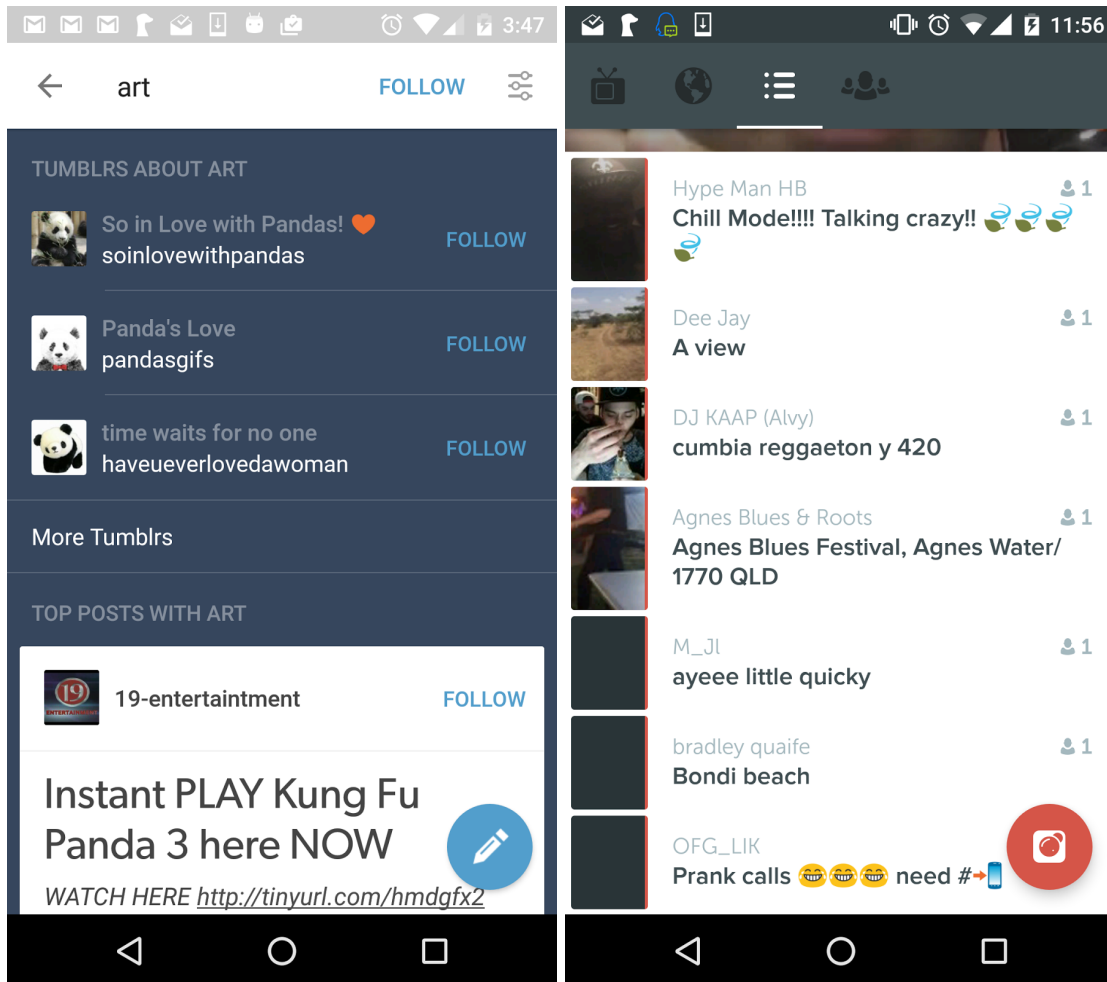 3:47
art
FOLLOW
TUMBLRS ABOUT ART
So in Love with Pandas! 🧡
soinlovewithpandas
FOLLOW
Panda's Love
pandasgifs
FOLLOW
time waits for no one
haveueverlovedawoman
FOLLOW
More Tumblrs
TOP POSTS WITH ART
19
ENTERTAINMENT
19-entertaintment
FOLLOW
Instant PLAY Kung Fu
Panda 3 here NOW
WATCH HERE http://tinyurl.com/hmdgfx2
11:56
Hype Man HB
1
Chill Mode!!!! Talking crazy!! 🍃🍃🍃
🍃
Dee Jay
1
A view
DJ KAAP (Alvy)
1
cumbia reggaeton y 420
Agnes Blues & Roots
1
Agnes Blues Festival, Agnes Water/
1770 QLD
M_Jl
1
ayeee little quicky
bradley quaife
1
Bondi beach
OFG_LIK
Prank calls 😂😂😂 need #📲